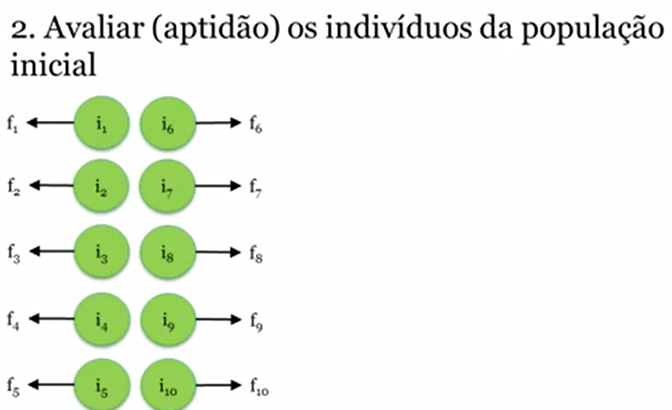 2. Avaliar (aptidão) os indivíduos da população
inicial
f₁ i₁ i₆ f₆
f₂ i₂ i₇ f₇
f₃ i₃ i₈ f₈
f₄ i₄ i₉ f₉
f₅ i₅ i₁₀ f₁₀